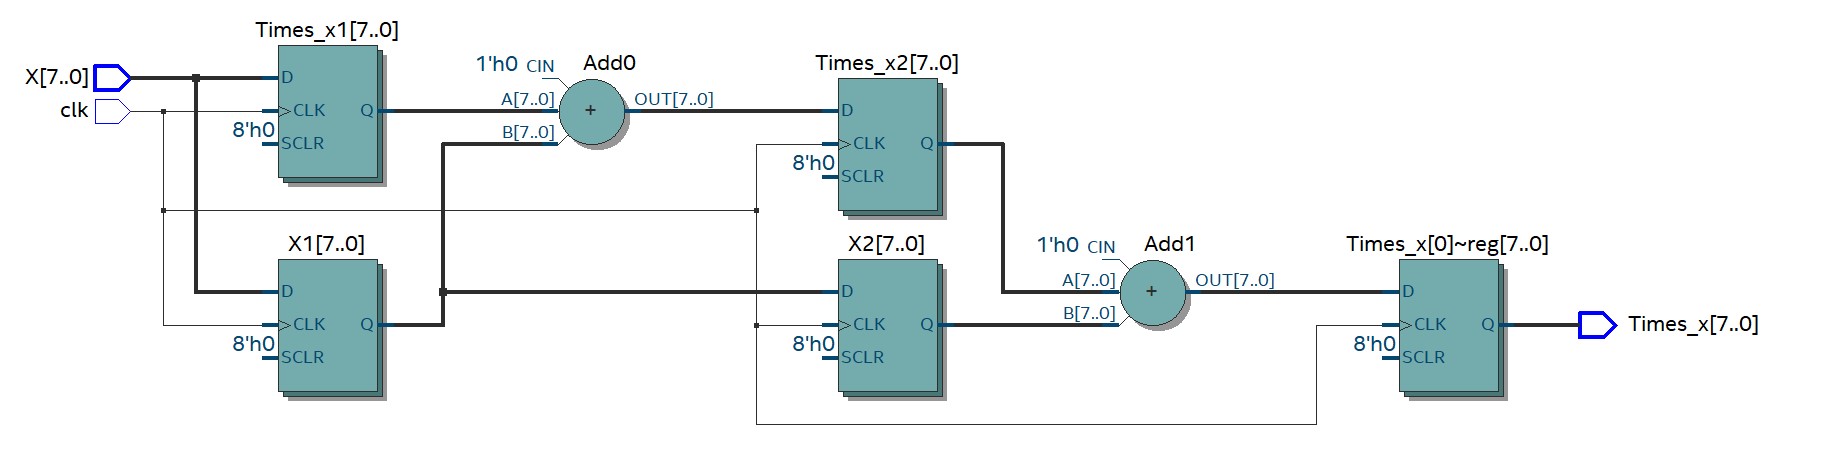 Times_x1[7..0]
X[7..0]
clk
D
CLK
Q
8'h0
SCLR
1'h0 CIN
Add0
A[7..0]
B[7..0]
+
OUT[7..0]
Times_x2[7..0]
D
CLK
Q
8'h0
SCLR
X1[7..0]
D
CLK
Q
8'h0
SCLR
X2[7..0]
D
CLK
Q
8'h0
SCLR
1'h0 CIN
Add1
A[7..0]
B[7..0]
+
OUT[7..0]
Times_x[0]~reg[7..0]
D
CLK
Q
8'h0
SCLR
Times_x[7..0]